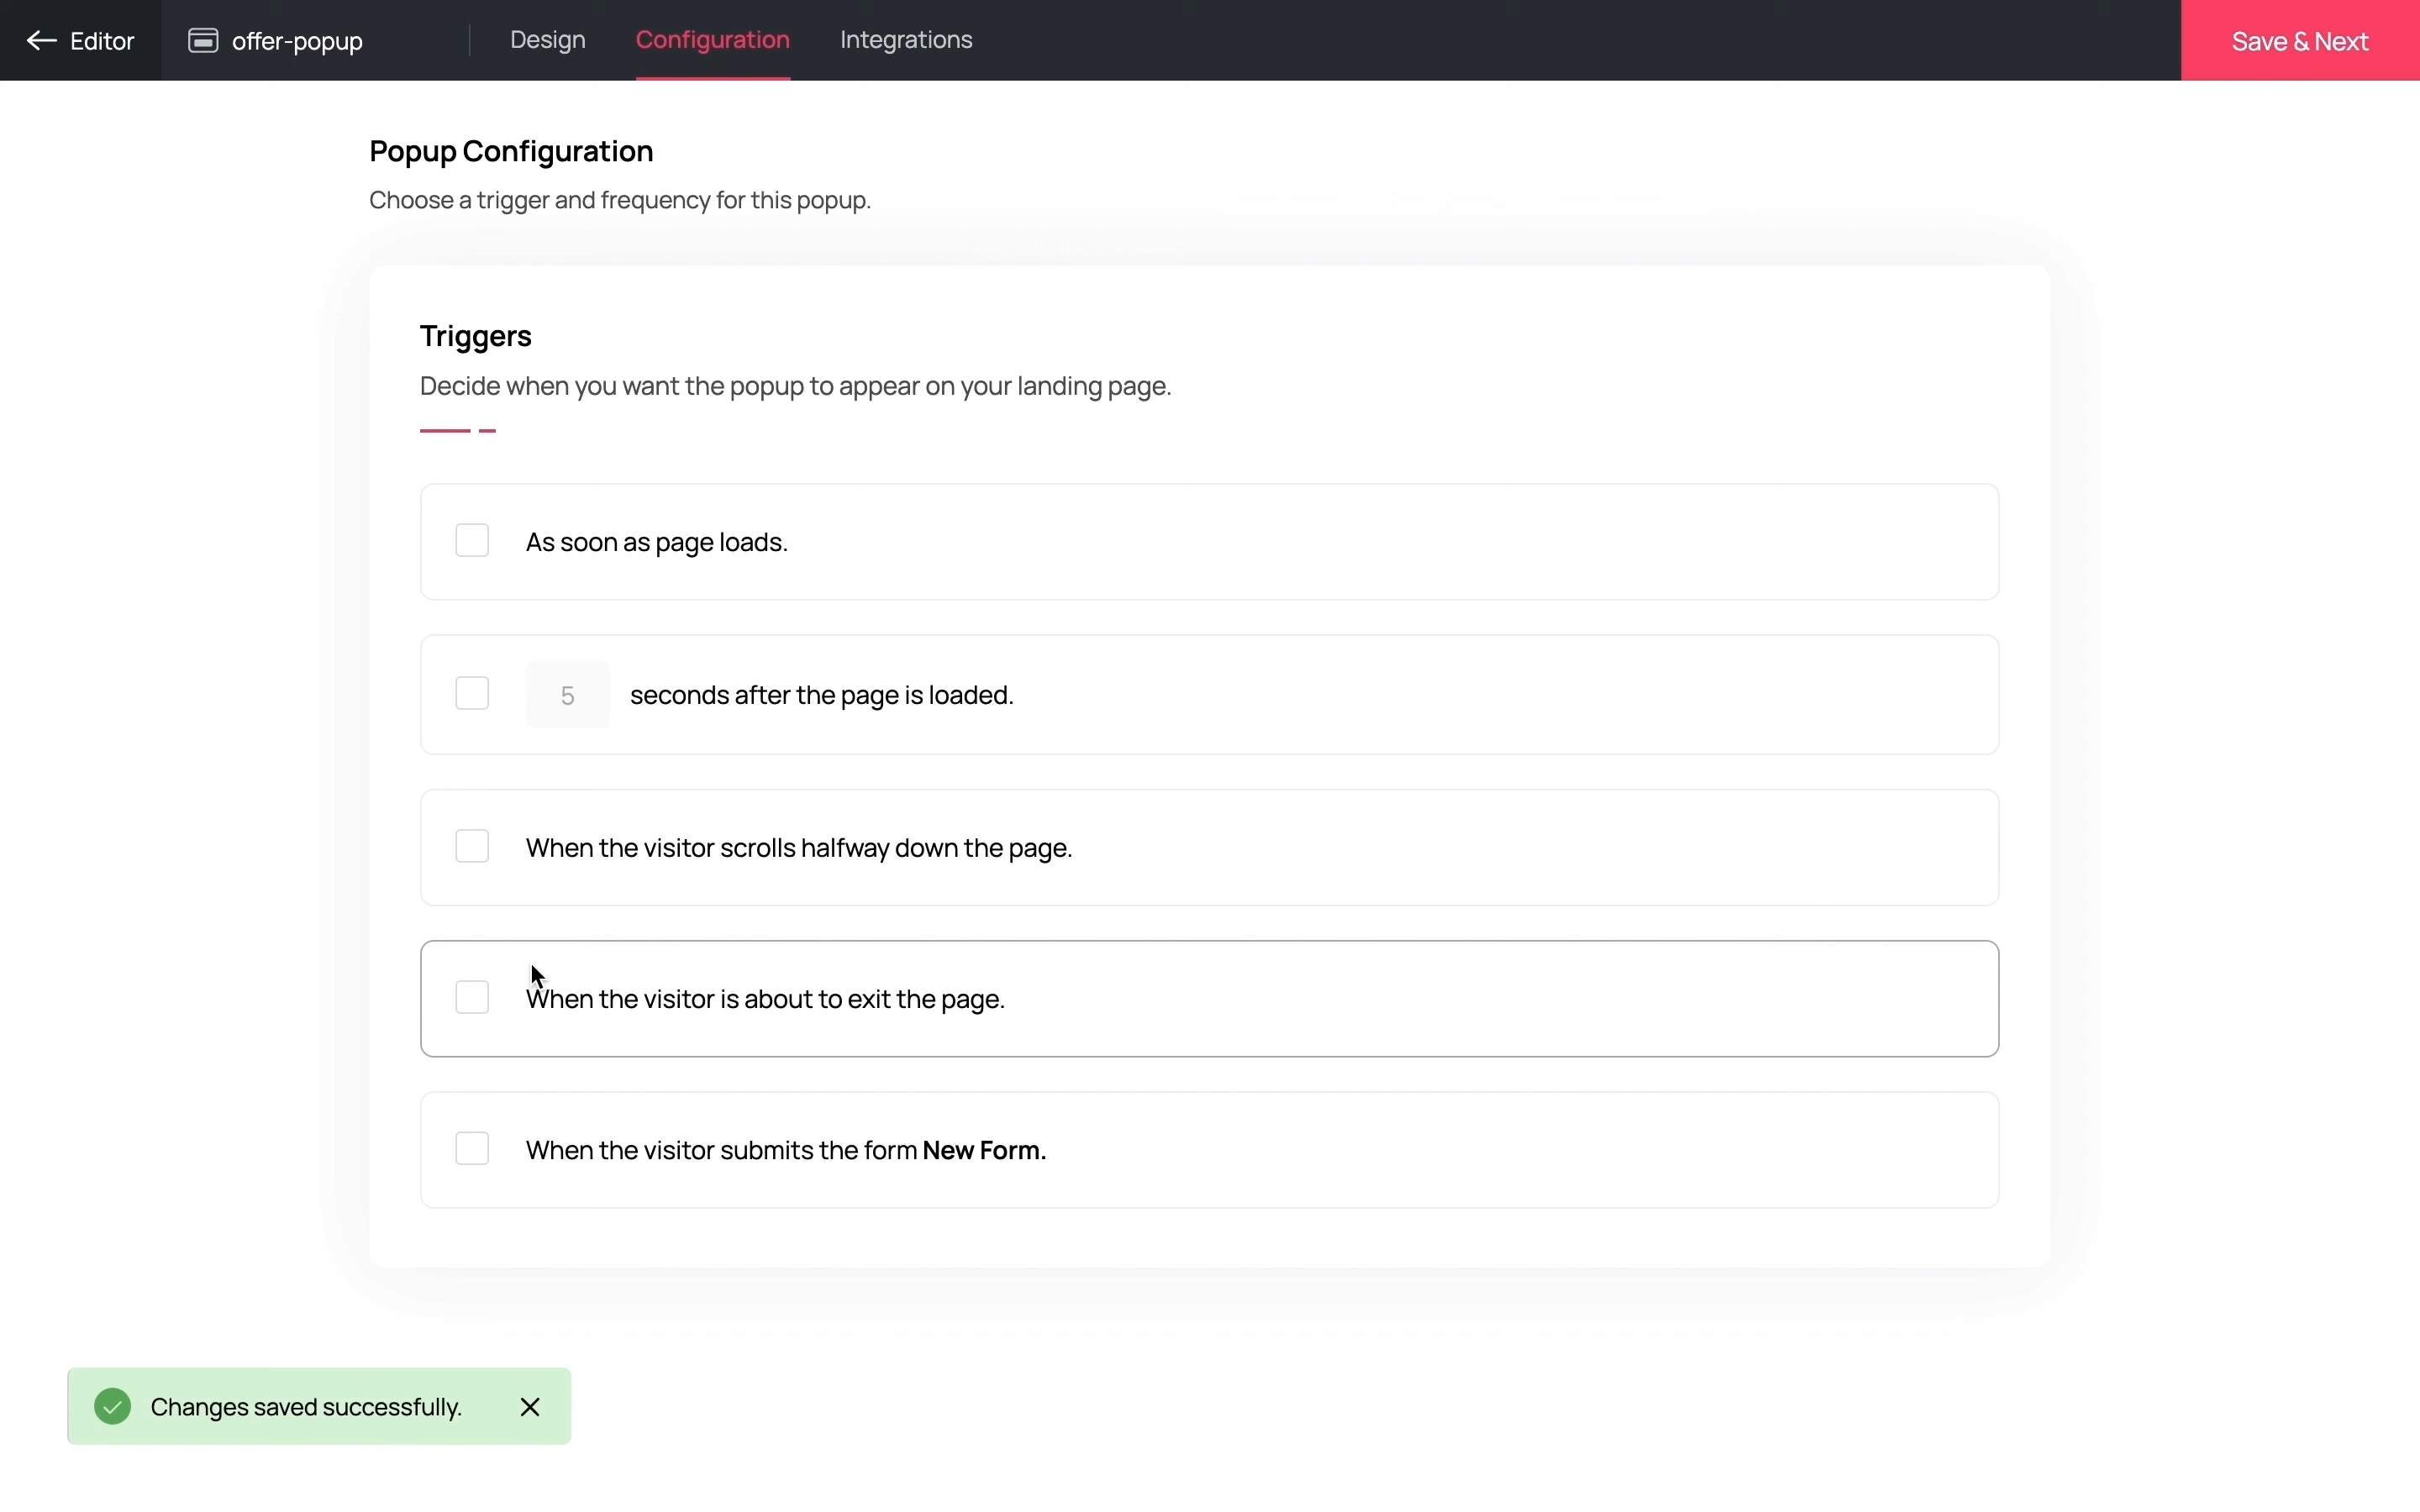 Editor
offer-popup
Design
Configuration
Integrations
Save & Next
Popup Configuration
Choose a trigger and frequency for this popup.
Triggers
Decide when you want the popup to appear on your landing page.
As soon as page loads.
5 seconds after the page is loaded.
When the visitor scrolls halfway down the page.
When the visitor is about to exit the page.
When the visitor submits the form New Form.
Changes saved successfully.